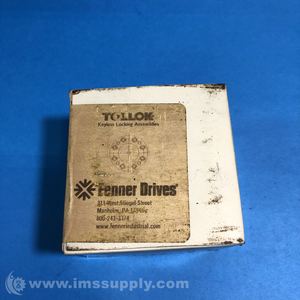 TOLLOK
Keyless Locking Assemblies
Fenner Drives®
311 West Stiegel Street
Manheim, PA
800-243-3374
www.fennerindustrial.com
© www.imssupply.com